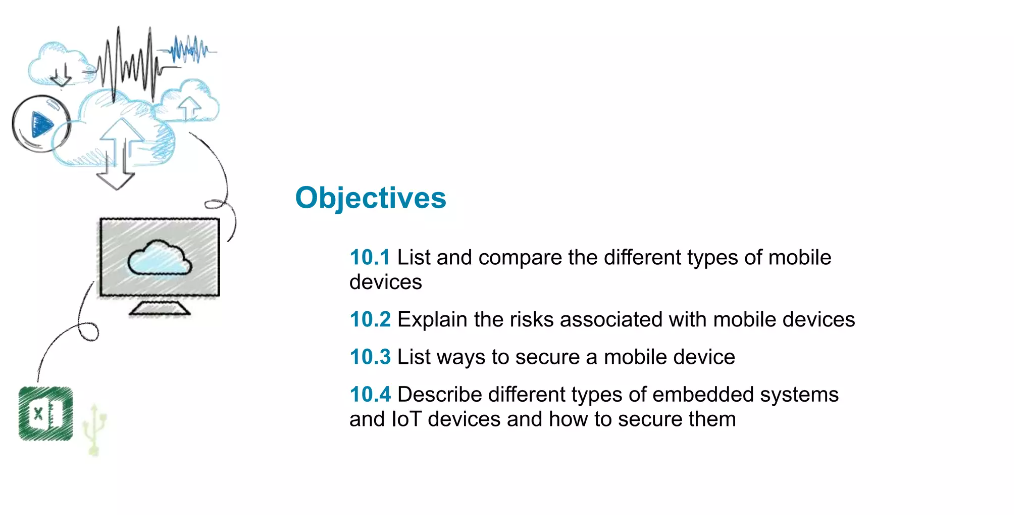 Objectives
10.1 List and compare the different types of mobile
devices
10.2 Explain the risks associated with mobile devices
10.3 List ways to secure a mobile device
10.4 Describe different types of embedded systems
and IoT devices and how to secure them
X